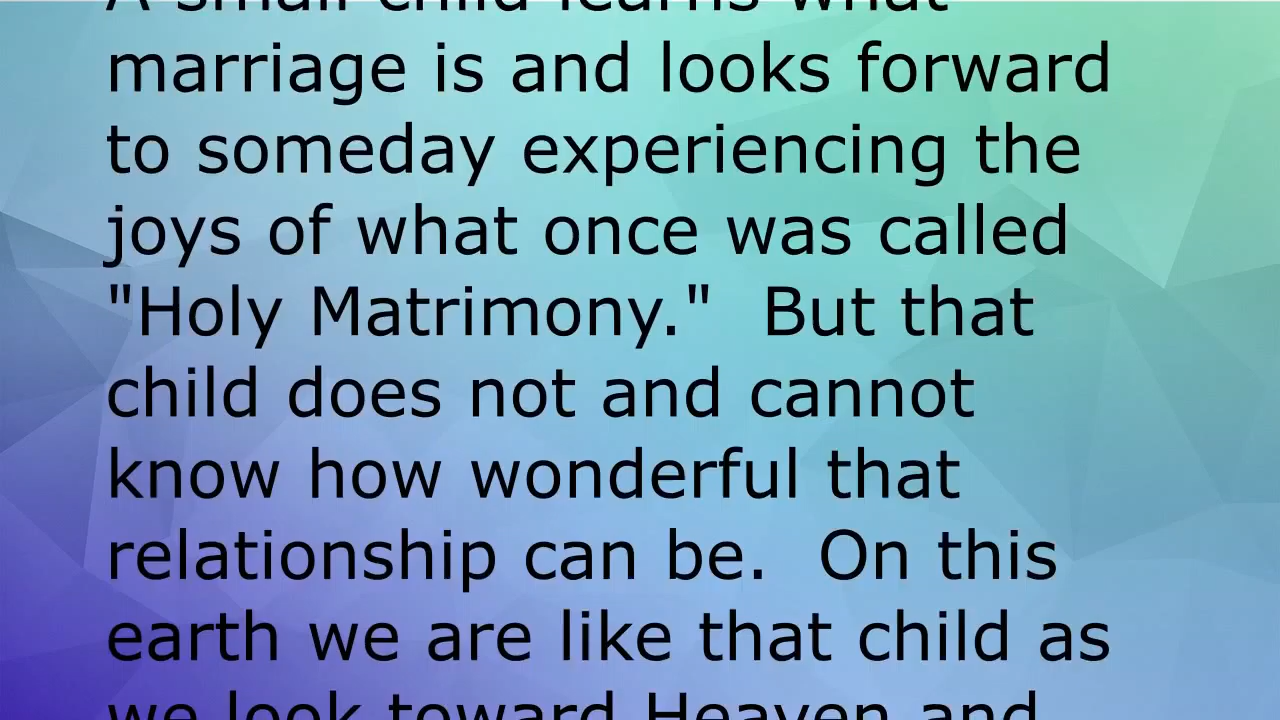 A small child learns what
marriage is and looks forward
to someday experiencing the
joys of what once was called
"Holy Matrimony."  But that
child does not and cannot
know how wonderful that
relationship can be.  On this
earth we are like that child as
we look toward Heaven and